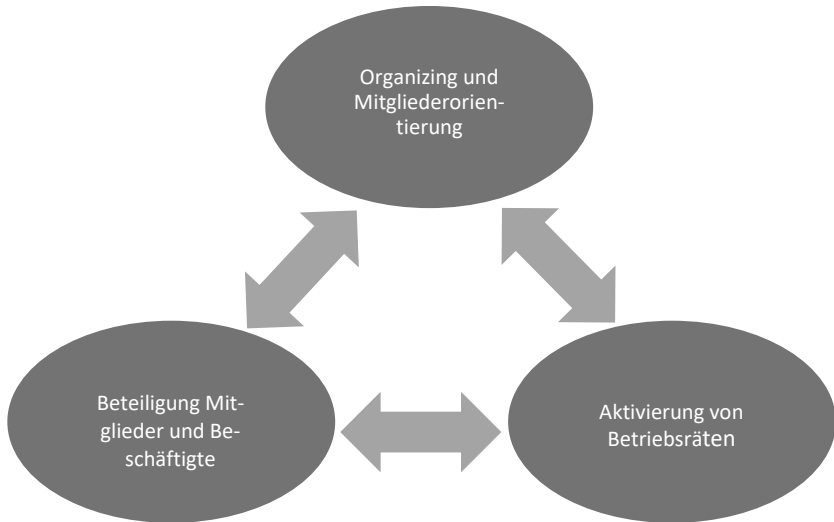 Organizing und
Mitgliederorien-
tierung
Beteiligung Mit-
glieder und Be-
schäftigte
Aktivierung von
Betriebsräten